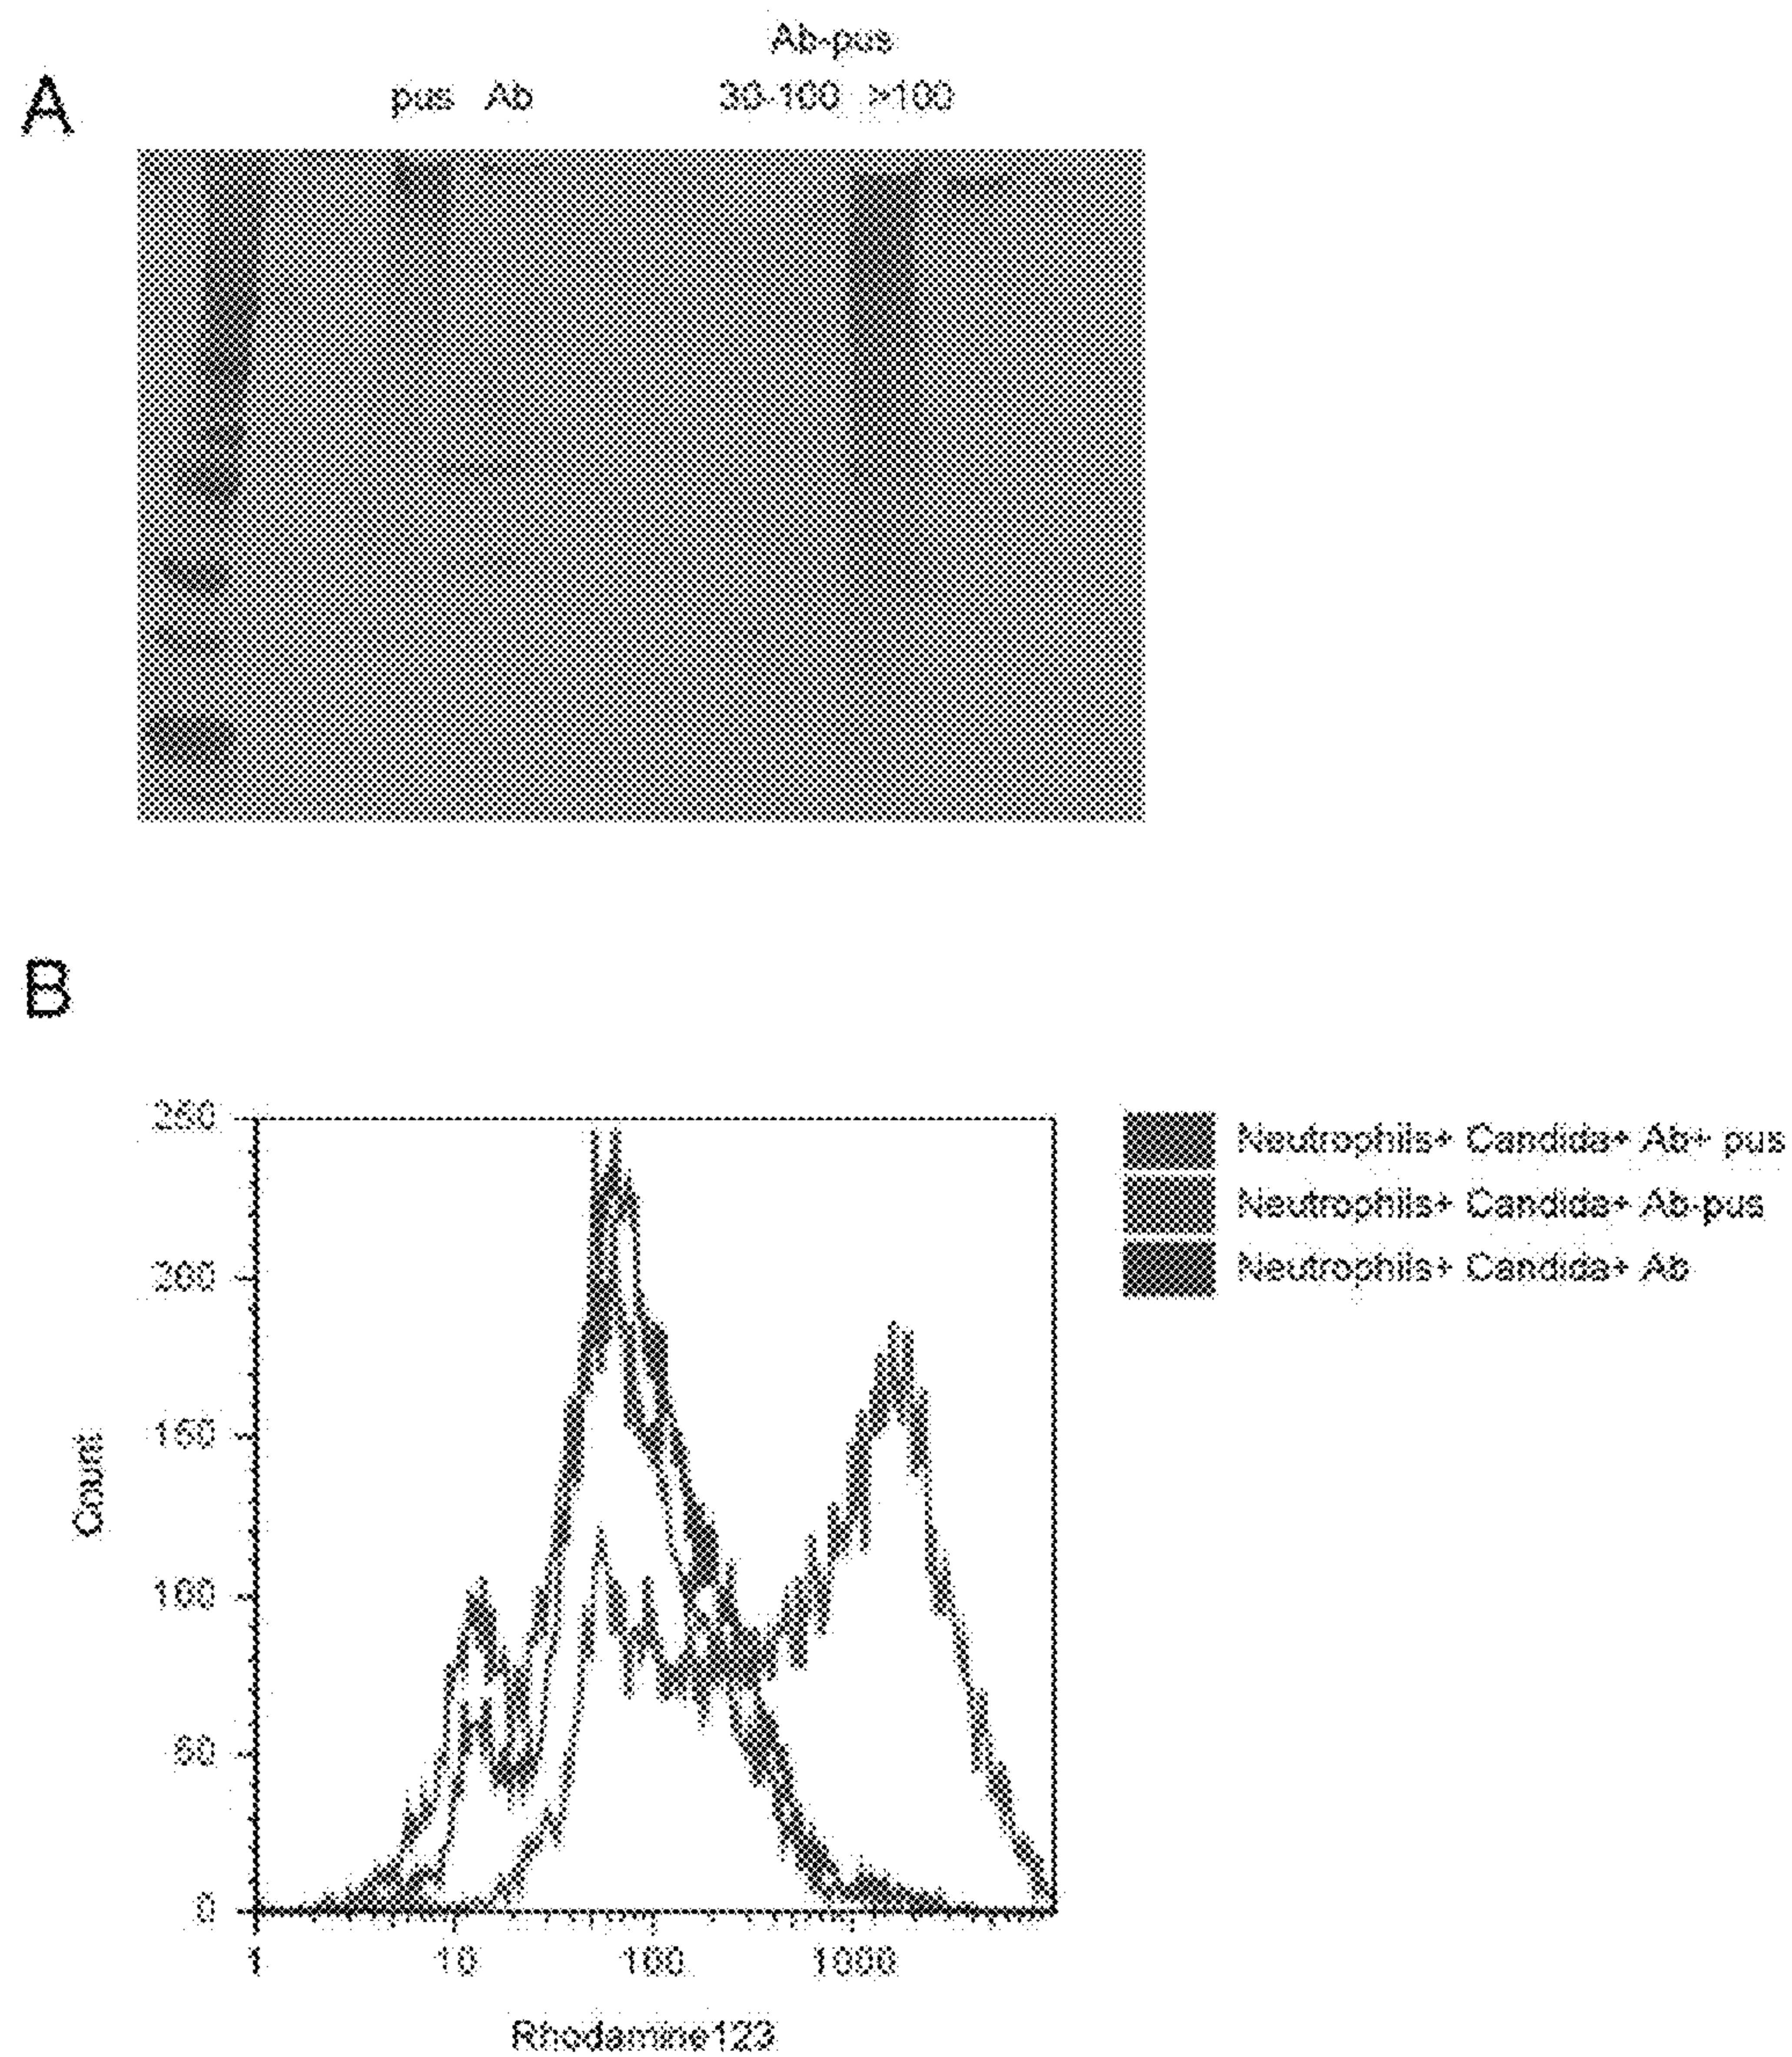 A
Ab-pus
pus Ab 30-100 >100
B
250
200
150
100
50
0
Count
1 10 100 1000
Rhodamine123
Neutrophils+ Candida+ Ab+ pus
Neutrophils+ Candida+ Ab-pus
Neutrophils+ Candida+ Ab